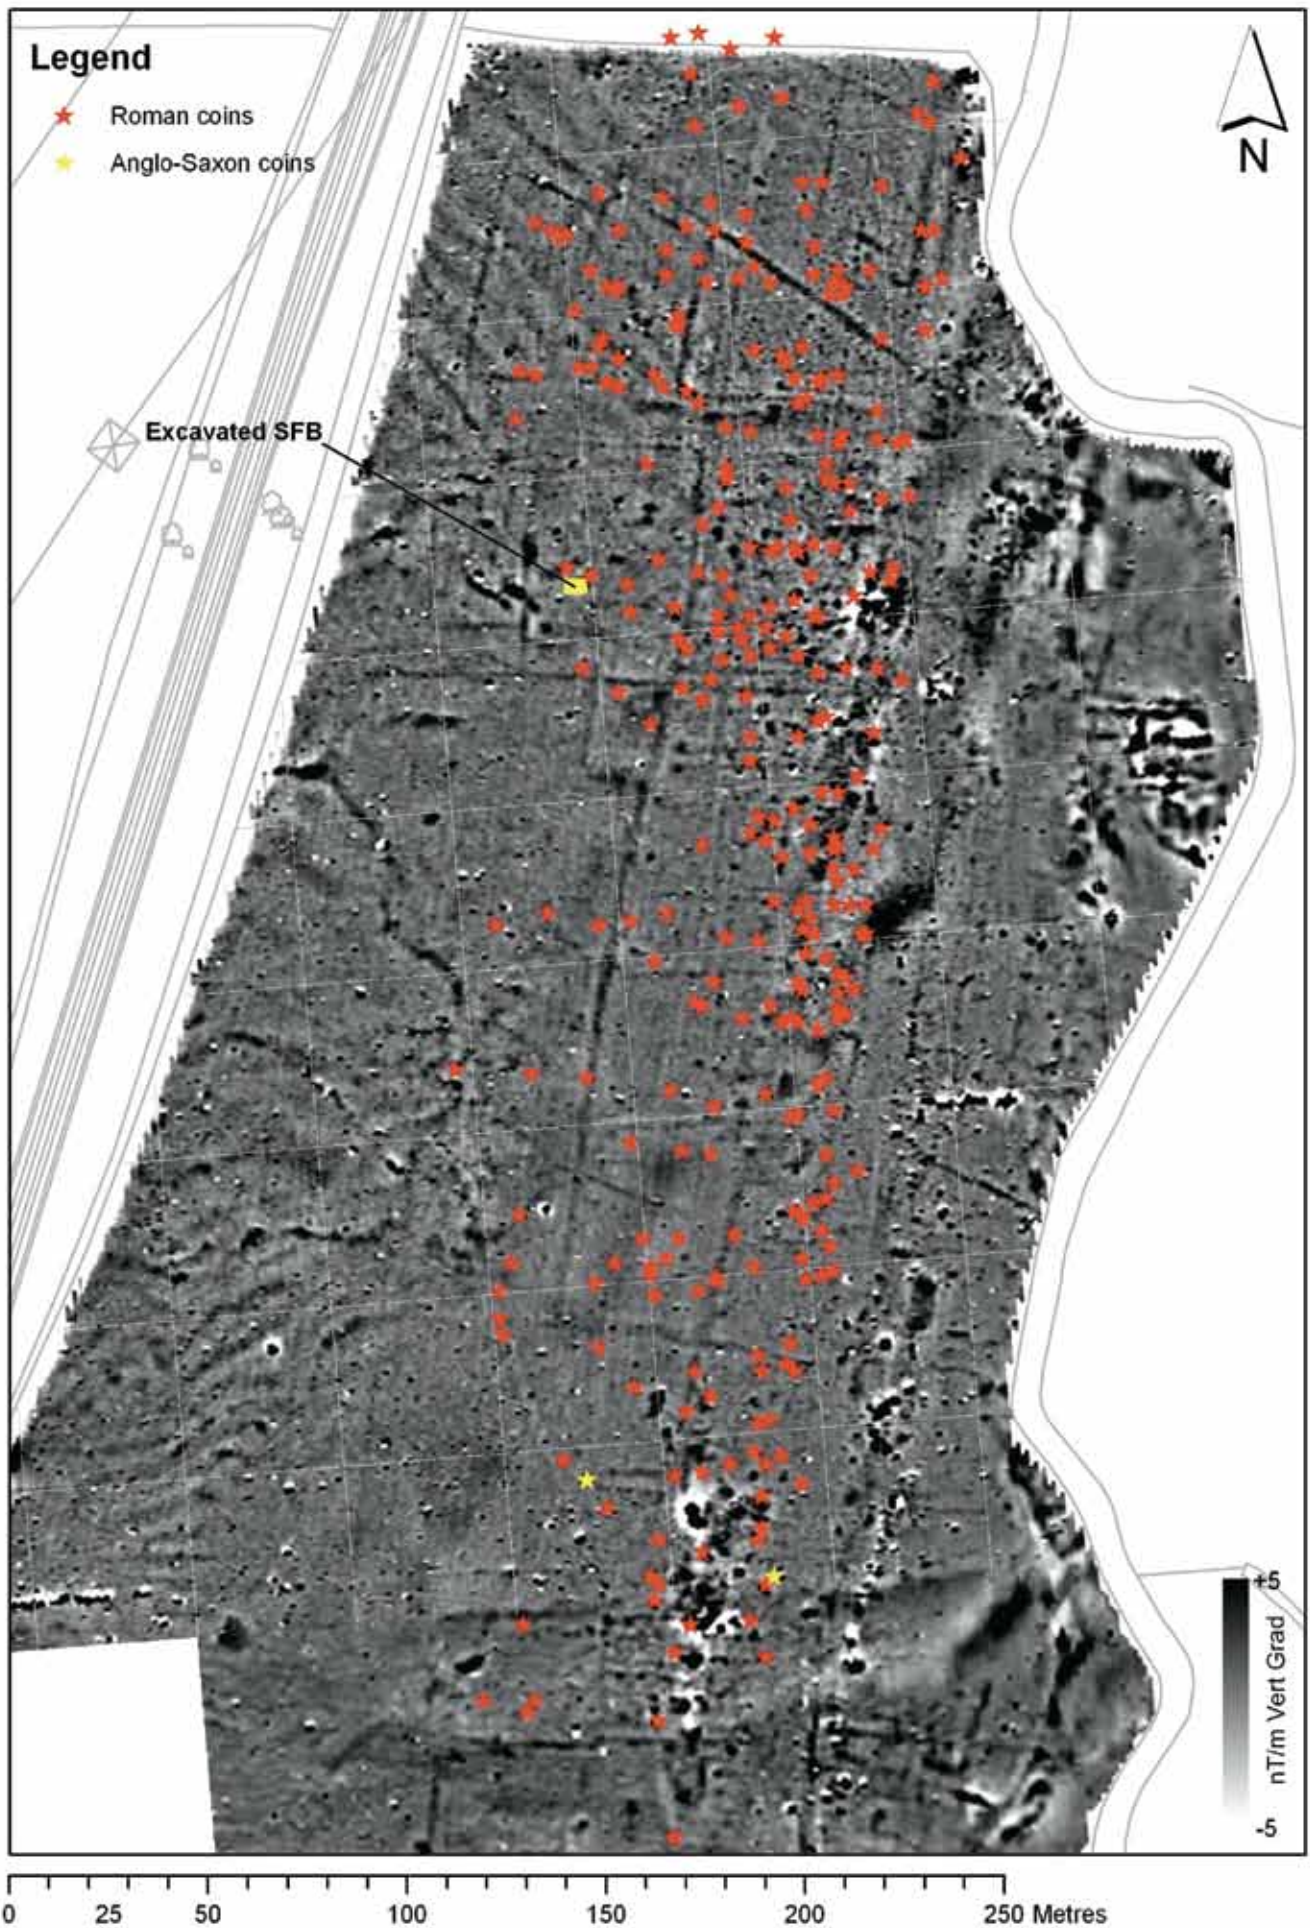 Legend
Roman coins
Anglo-Saxon coins
N
Excavated SFB
+5
nT/m Vert Grad
-5
0 25 50 100 150 200 250 Metres